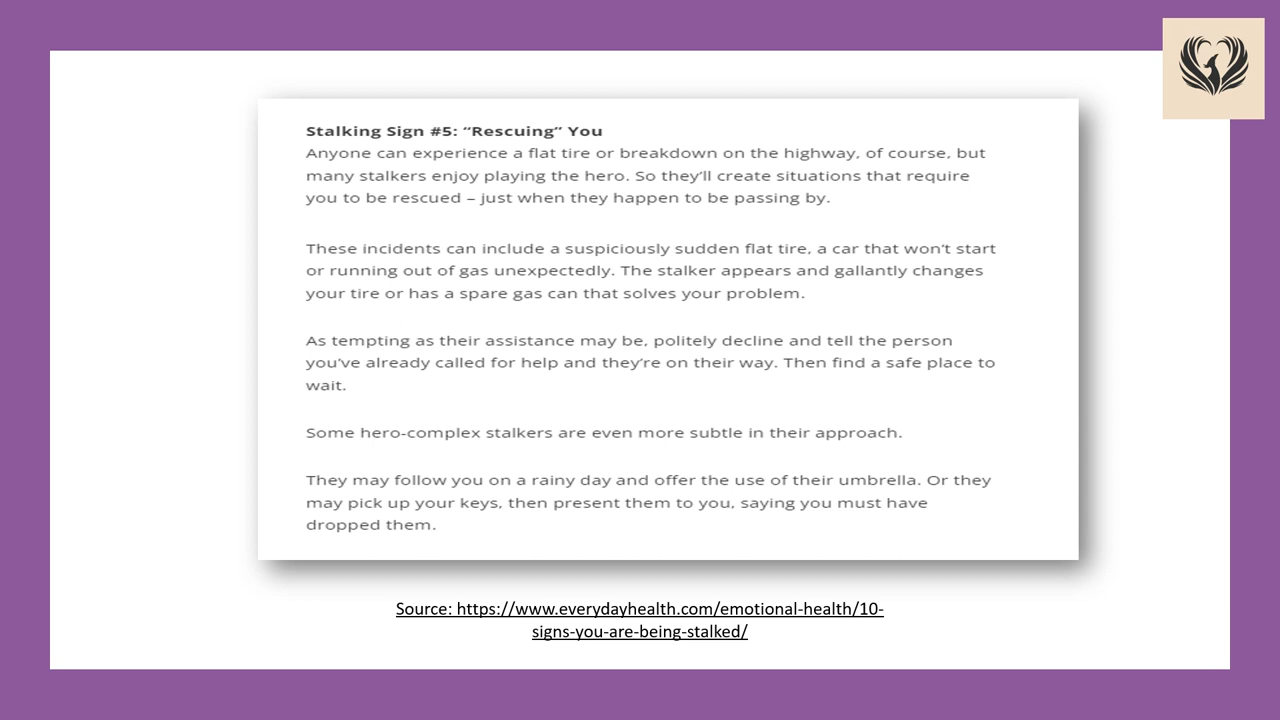 Stalking Sign #5: “Rescuing” You
Anyone can experience a flat tire or breakdown on the highway, of course, but
many stalkers enjoy playing the hero. So they’ll create situations that require
you to be rescued – just when they happen to be passing by.
These incidents can include a suspiciously sudden flat tire, a car that won’t start
or running out of gas unexpectedly. The stalker appears and gallantly changes
your tire or has a spare gas can that solves your problem.
As tempting as their assistance may be, politely decline and tell the person
you’ve already called for help and they’re on their way. Then find a safe place to
wait.
Some hero-complex stalkers are even more subtle in their approach.
They may follow you on a rainy day and offer the use of their umbrella. Or they
may pick up your keys, then present them to you, saying you must have
dropped them.
Source: https://www.everydayhealth.com/emotional-health/10-
signs-you-are-being-stalked/